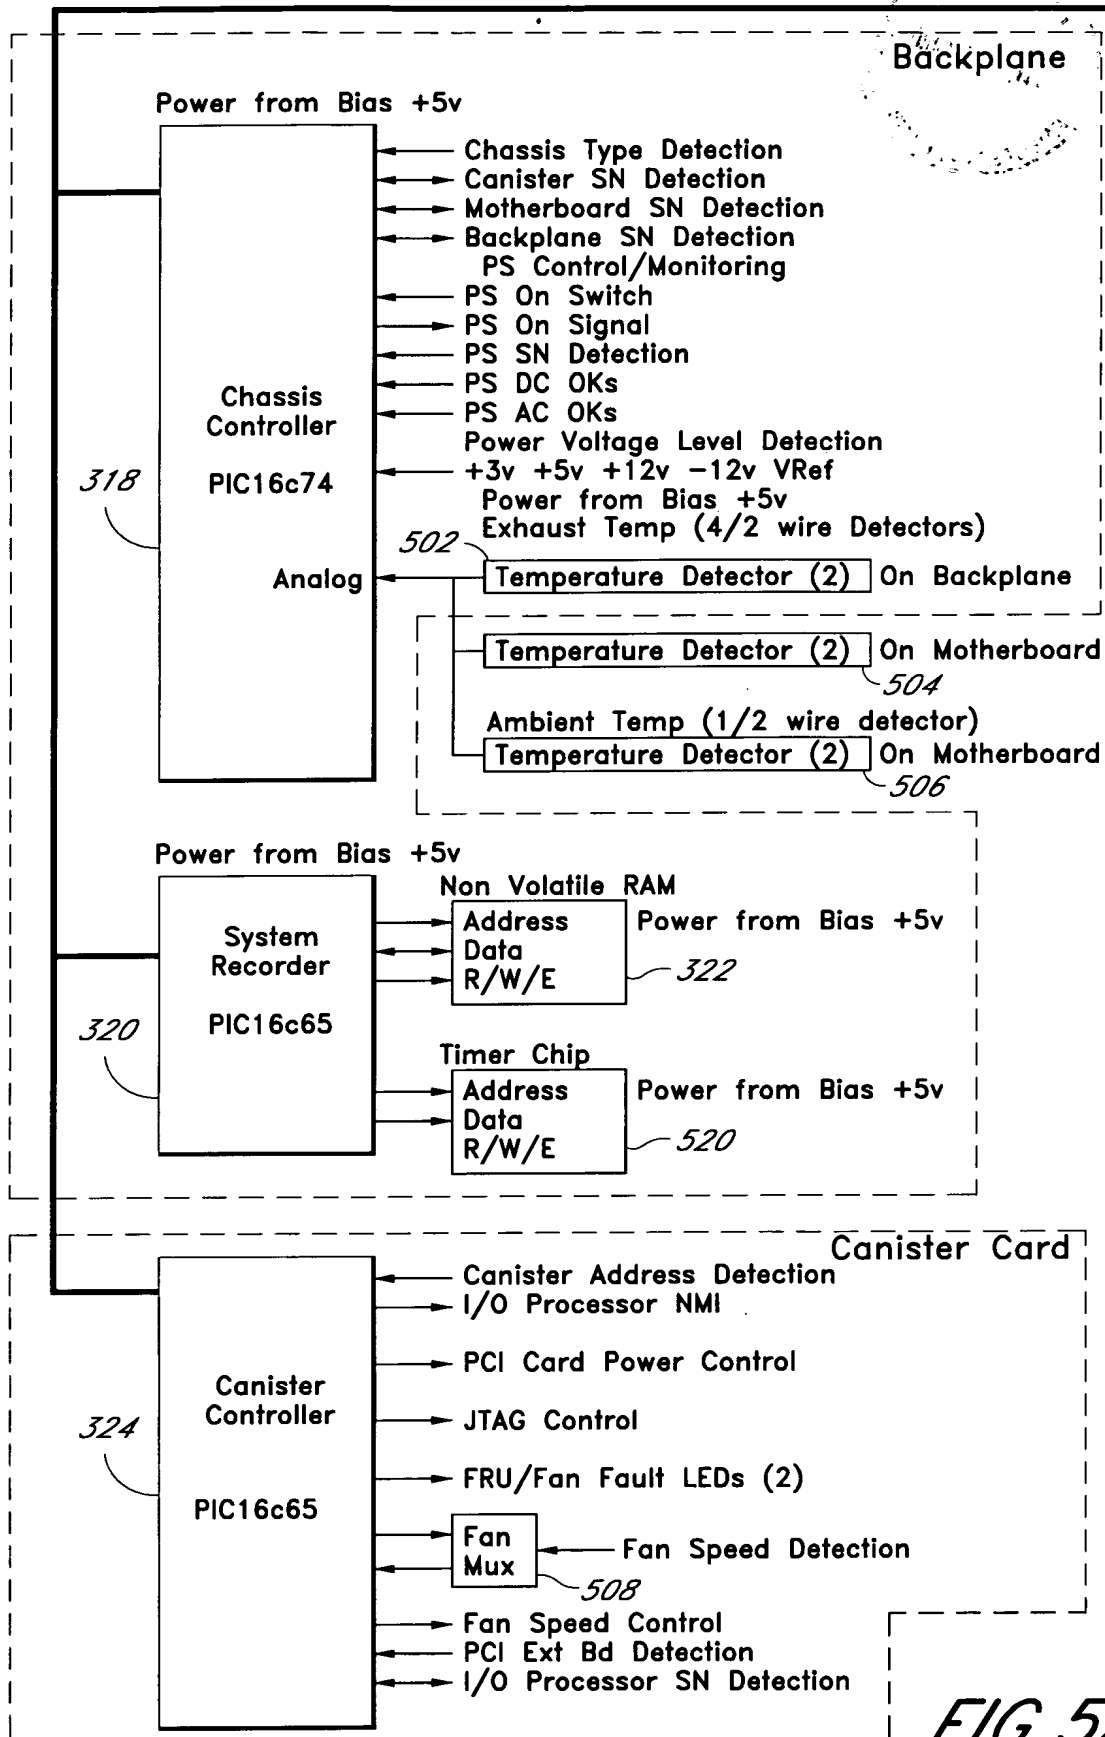 Backplane
Power from Bias +5v
Chassis Type Detection
Canister SN Detection
Motherboard SN Detection
Backplane SN Detection
PS Control/Monitoring
PS On Switch
PS On Signal
PS SN Detection
PS DC OKs
PS AC OKs
Power Voltage Level Detection
+3v +5v +12v -12v VRef
Power from Bias +5v
Exhaust Temp (4/2 wire Detectors)
Chassis
Controller
PIC16c74
318
Analog
502
Temperature Detector (2) On Backplane
Temperature Detector (2) On Motherboard
504
Ambient Temp (1/2 wire detector)
Temperature Detector (2) On Motherboard
506
Power from Bias +5v
System
Recorder
PIC16c65
320
Non Volatile RAM
Address
Data
R/W/E
Power from Bias +5v
322
Timer Chip
Address
Data
R/W/E
Power from Bias +5v
520
Canister Card
Canister Address Detection
I/O Processor NMI
PCI Card Power Control
JTAG Control
FRU/Fan Fault LEDs (2)
Canister
Controller
PIC16c65
324
Fan
Mux
Fan Speed Detection
508
Fan Speed Control
PCI Ext Bd Detection
I/O Processor SN Detection
FIG.